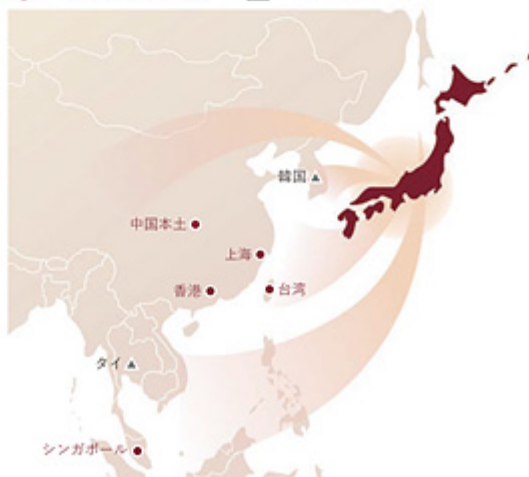 韓国
中国本土
上海
香港
台湾
タイ
シンガポール